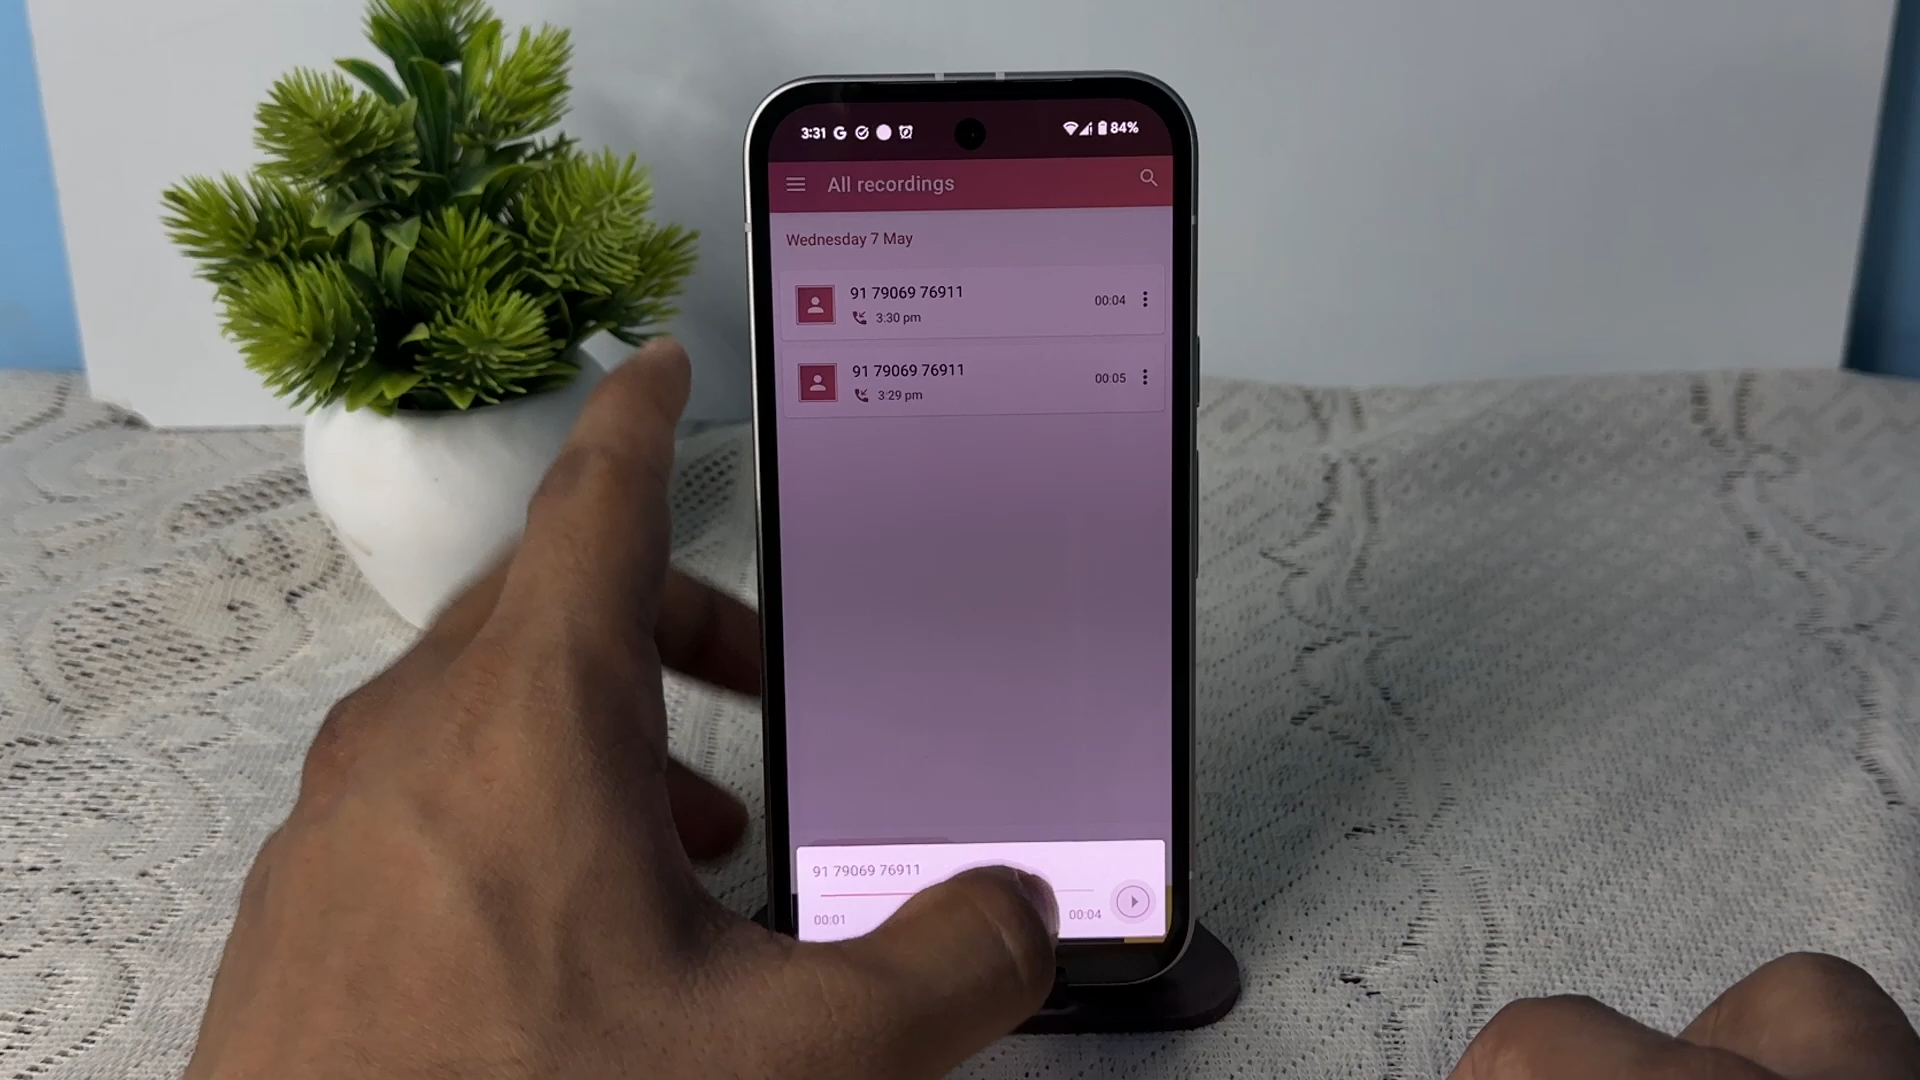 3:31 84%
All recordings
Wednesday 7 May
91 79069 76911
00:04
3:30 pm
91 79069 76911
00:05
3:29 pm
91 79069 76911
00:01 00:04